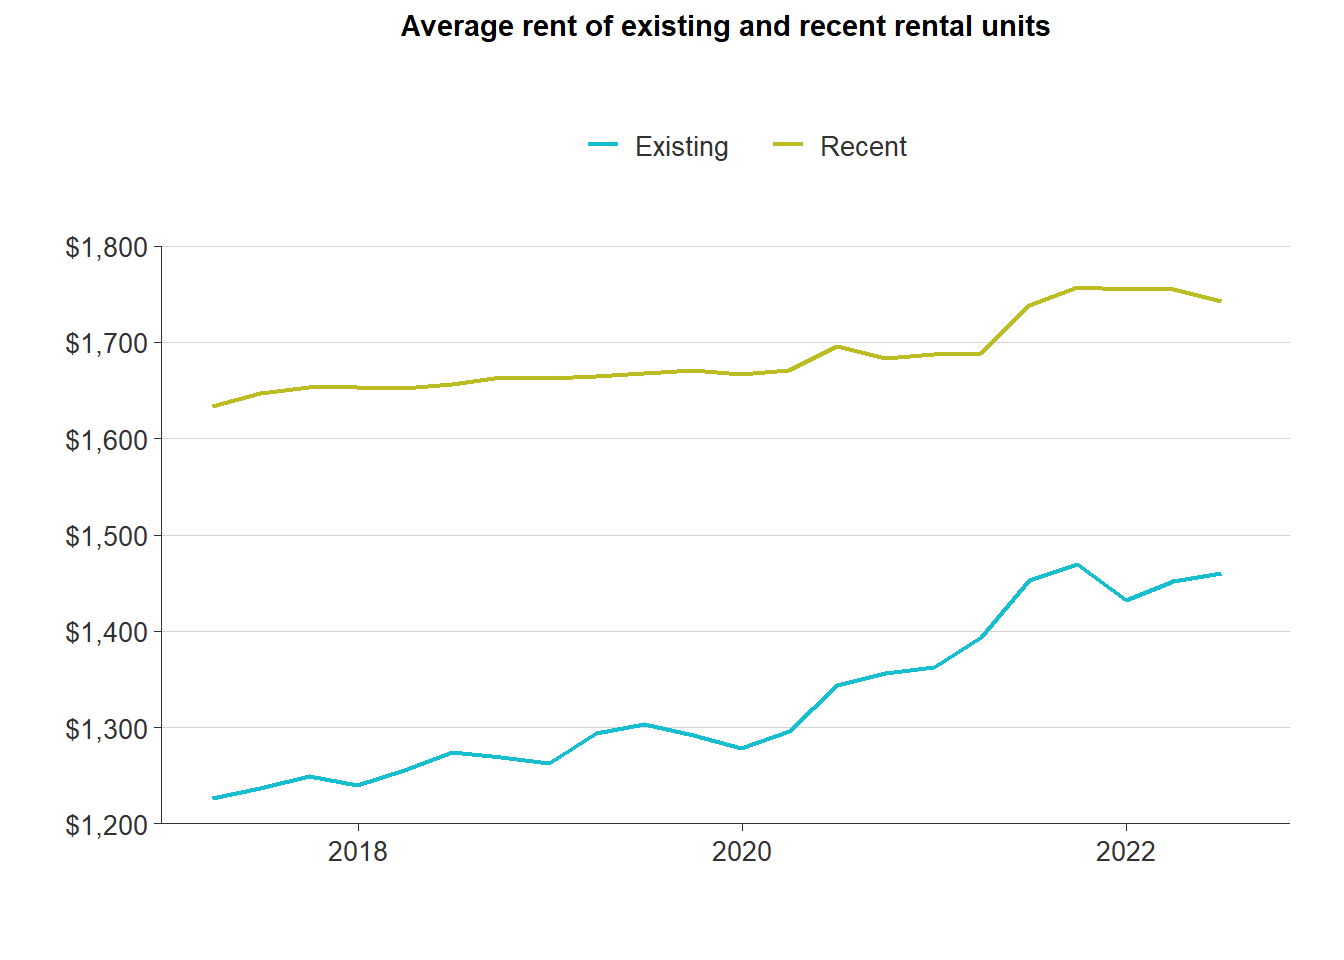 Average rent of existing and recent rental units
Existing Recent
$1,800
$1,700
$1,600
$1,500
$1,400
$1,300
$1,200
2018 2020 2022